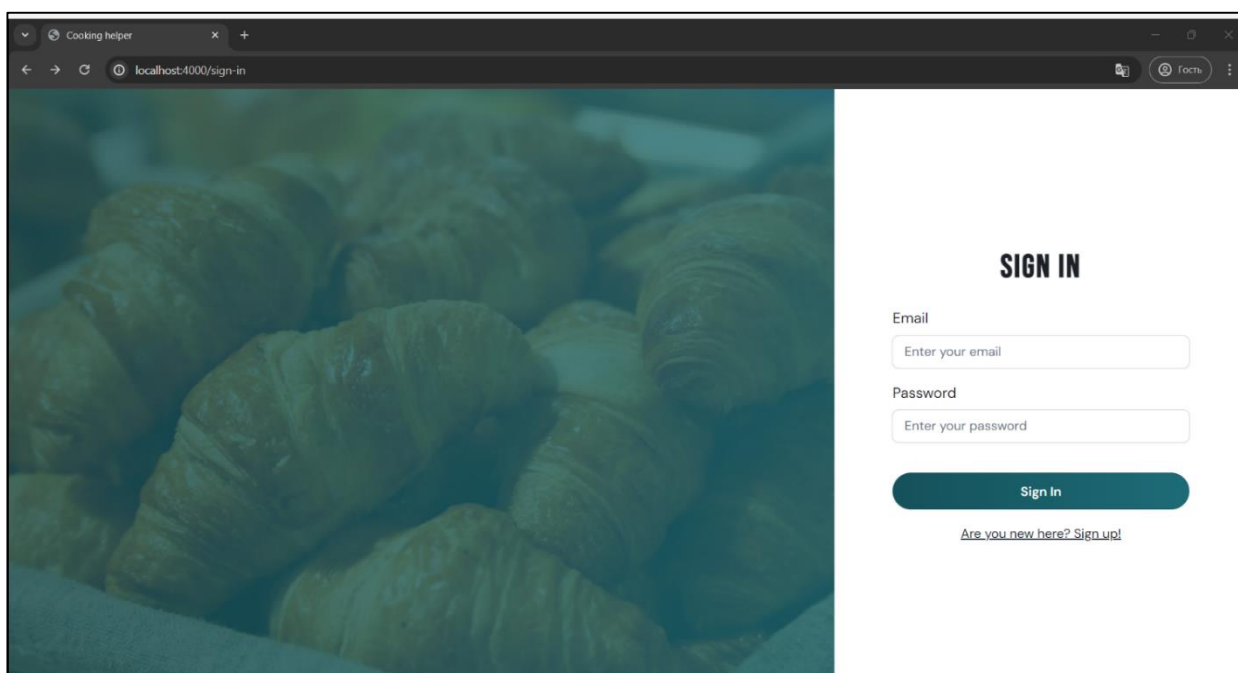 Cooking helper
localhost:4000/sign-in
Гость
SIGN IN
Email
Enter your email
Password
Enter your password
Sign In
Are you new here? Sign up!